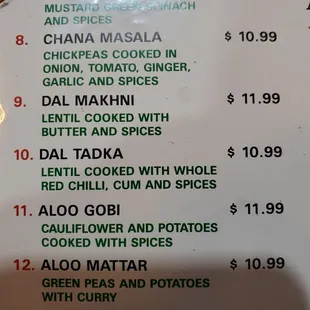 MUSTARD GREEN SPINACH
AND SPICES
8. CHANA MASALA $ 10.99
CHICKPEAS COOKED IN
ONION, TOMATO, GINGER,
GARLIC AND SPICES
9. DAL MAKHNI $ 11.99
LENTIL COOKED WITH
BUTTER AND SPICES
10. DAL TADKA $ 10.99
LENTIL COOKED WITH WHOLE
RED CHILLI, CUM AND SPICES
11. ALOO GOBI $ 11.99
CAULIFLOWER AND POTATOES
COOKED WITH SPICES
12. ALOO MATTAR $ 10.99
GREEN PEAS AND POTATOES
WITH CURRY